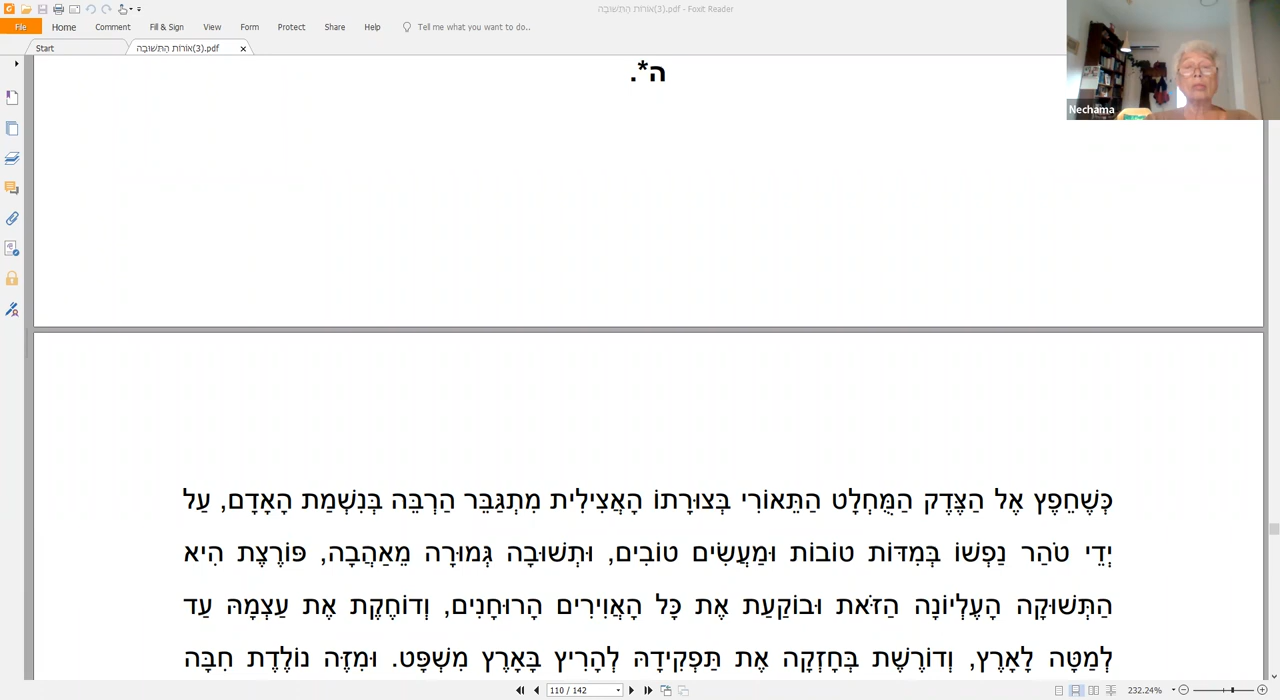 אורות התשובה(3).pdf - Foxit Reader
File Home Comment Fill & Sign View Form Protect Share Help Tell me what you want to do..
Start אורות התשובה(3).pdf x
ה*.
Nechama
כְּשֶׁחֵפֶץ אֶל הַצֶּדֶק הַמֻּחְלָט הַתֵּאוֹרִי בְּצוּרָתוֹ הָאֲצִילִית מִתְגַּבֵּר הַרְבֵּה בְּנִשְׁמַת הָאָדָם, עַל
יְדֵי טֹהַר נַפְשׁוֹ בְּמִדּוֹת טוֹבוֹת וּמַעֲשִׂים טוֹבִים, וּתְשׁוּבָה גְּמוּרָה מֵאַהֲבָה, פּוֹרֶצֶת הִיא
הַתְּשׁוּקָה הָעֶלְיוֹנָה הַזֹּאת וּבוֹקַעַת אֶת כָּל הָאֲוִירִים הָרוּחָנִים, וְדוֹחֶקֶת אֶת עַצְמָהּ עַד
לְמַטָּה לָאָרֶץ, וְדוֹרֶשֶׁת בְּחָזְקָה אֶת תַּפְקִידָהּ לְהָרִיץ בָּאָרֶץ מִשְׁפָּט. וּמִזֶּה נוֹלֶדֶת חִבָּה
110 / 142 232.24%